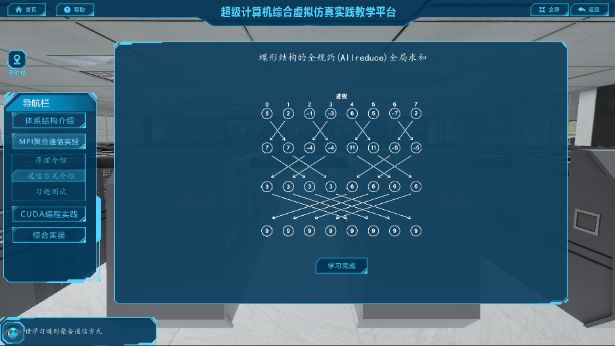 首页
帮助
超级计算机综合虚拟仿真实践教学平台
全屏
返回
导航栏
导航栏
体系结构介绍
MPI聚合通信实验
原理介绍
通信方式介绍
习题测试
CUDA编程实践
综合实操
蝶形结构的全规约(Allreduce)全局求和
进程
0 1 2 3 4 5 6 7
5 2 -1 -3 6 5 -7 2
7 7 -4 -4 11 11 -5 -5
3 3 3 3 6 6 6 6
9 9 9 9 9 9 9 9
学习完成
请学习蝶形聚合通信方式